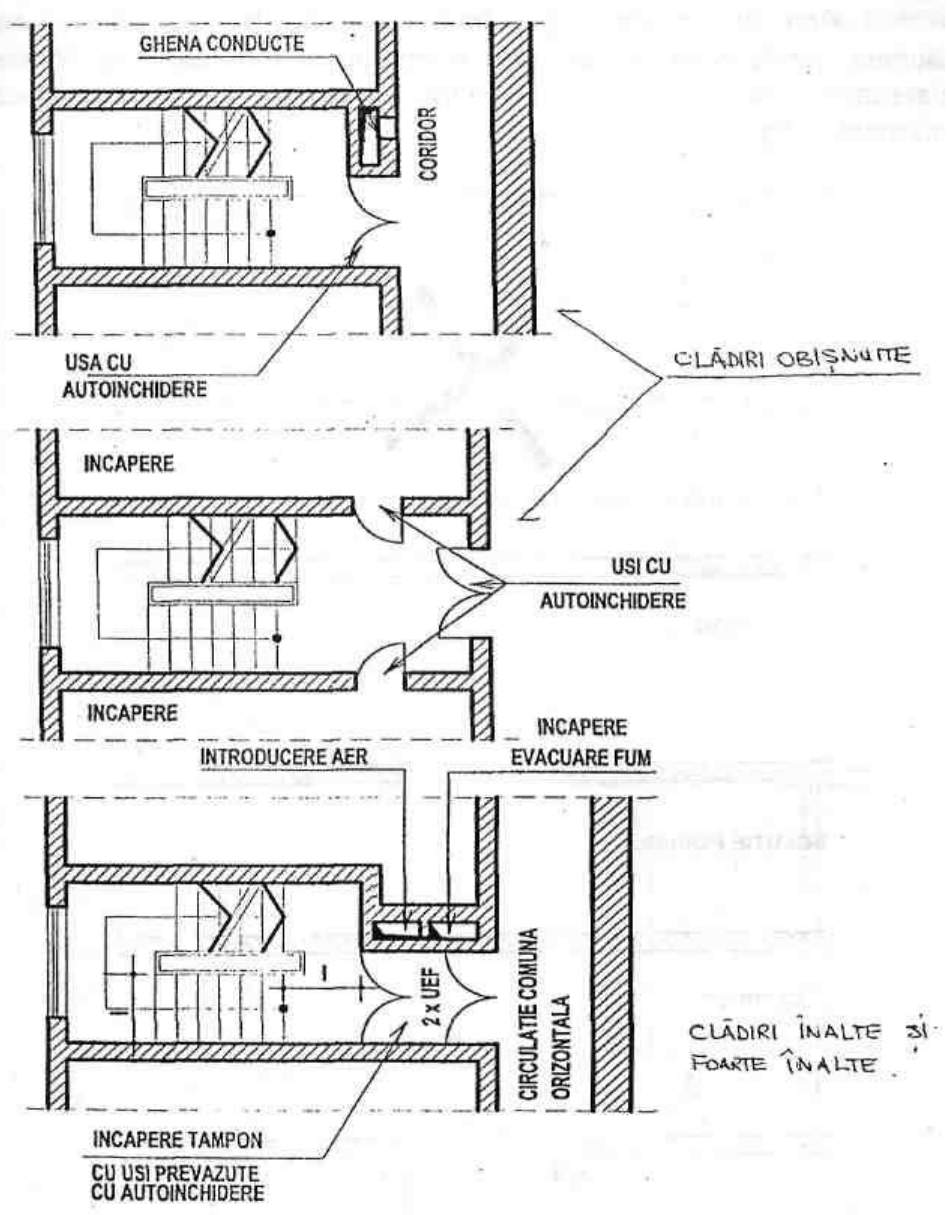 GHENA CONDUCTE
CORIDOR
USA CU
AUTOINCHIDERE
CLĂDIRI OBIȘNUITE
INCAPERE
USI CU
AUTOINCHIDERE
INCAPERE
INCAPERE
INTRODUCERE AER
EVACUARE FUM
2 x UEF
CIRCULATIE COMUNA
ORIZONTALA
CLĂDIRI ÎNALTE ȘI
FOARTE ÎNALTE
INCAPERE TAMPON
CU USI PREVAZUTE
CU AUTOINCHIDERE